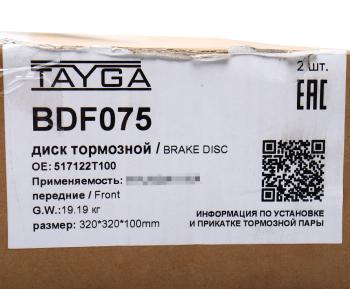 TAYGA
2 шт.
BDF075
EAC
диск тормозной / BRAKE DISC
OE: 517122T100
Применяемость:
передние / Front
G.W.: 19.19 кг
размер: 320*320*100mm
ИНФОРМАЦИЯ ПО УСТАНОВКЕ
И ПРИКАТКЕ ТОРМОЗНОЙ ПАРЫ